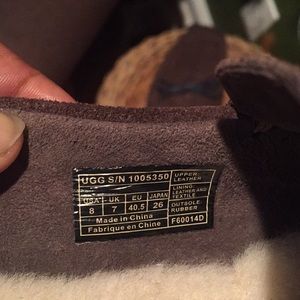 UGG S/N 1005350
UPPER:
LEATHER
USA UK EU JAPAN
8 7 40.5 26
LINING:
LEATHER AND
TEXTILE
OUTSOLE:
RUBBER
Made in China
Fabriqué en Chine
F60014D